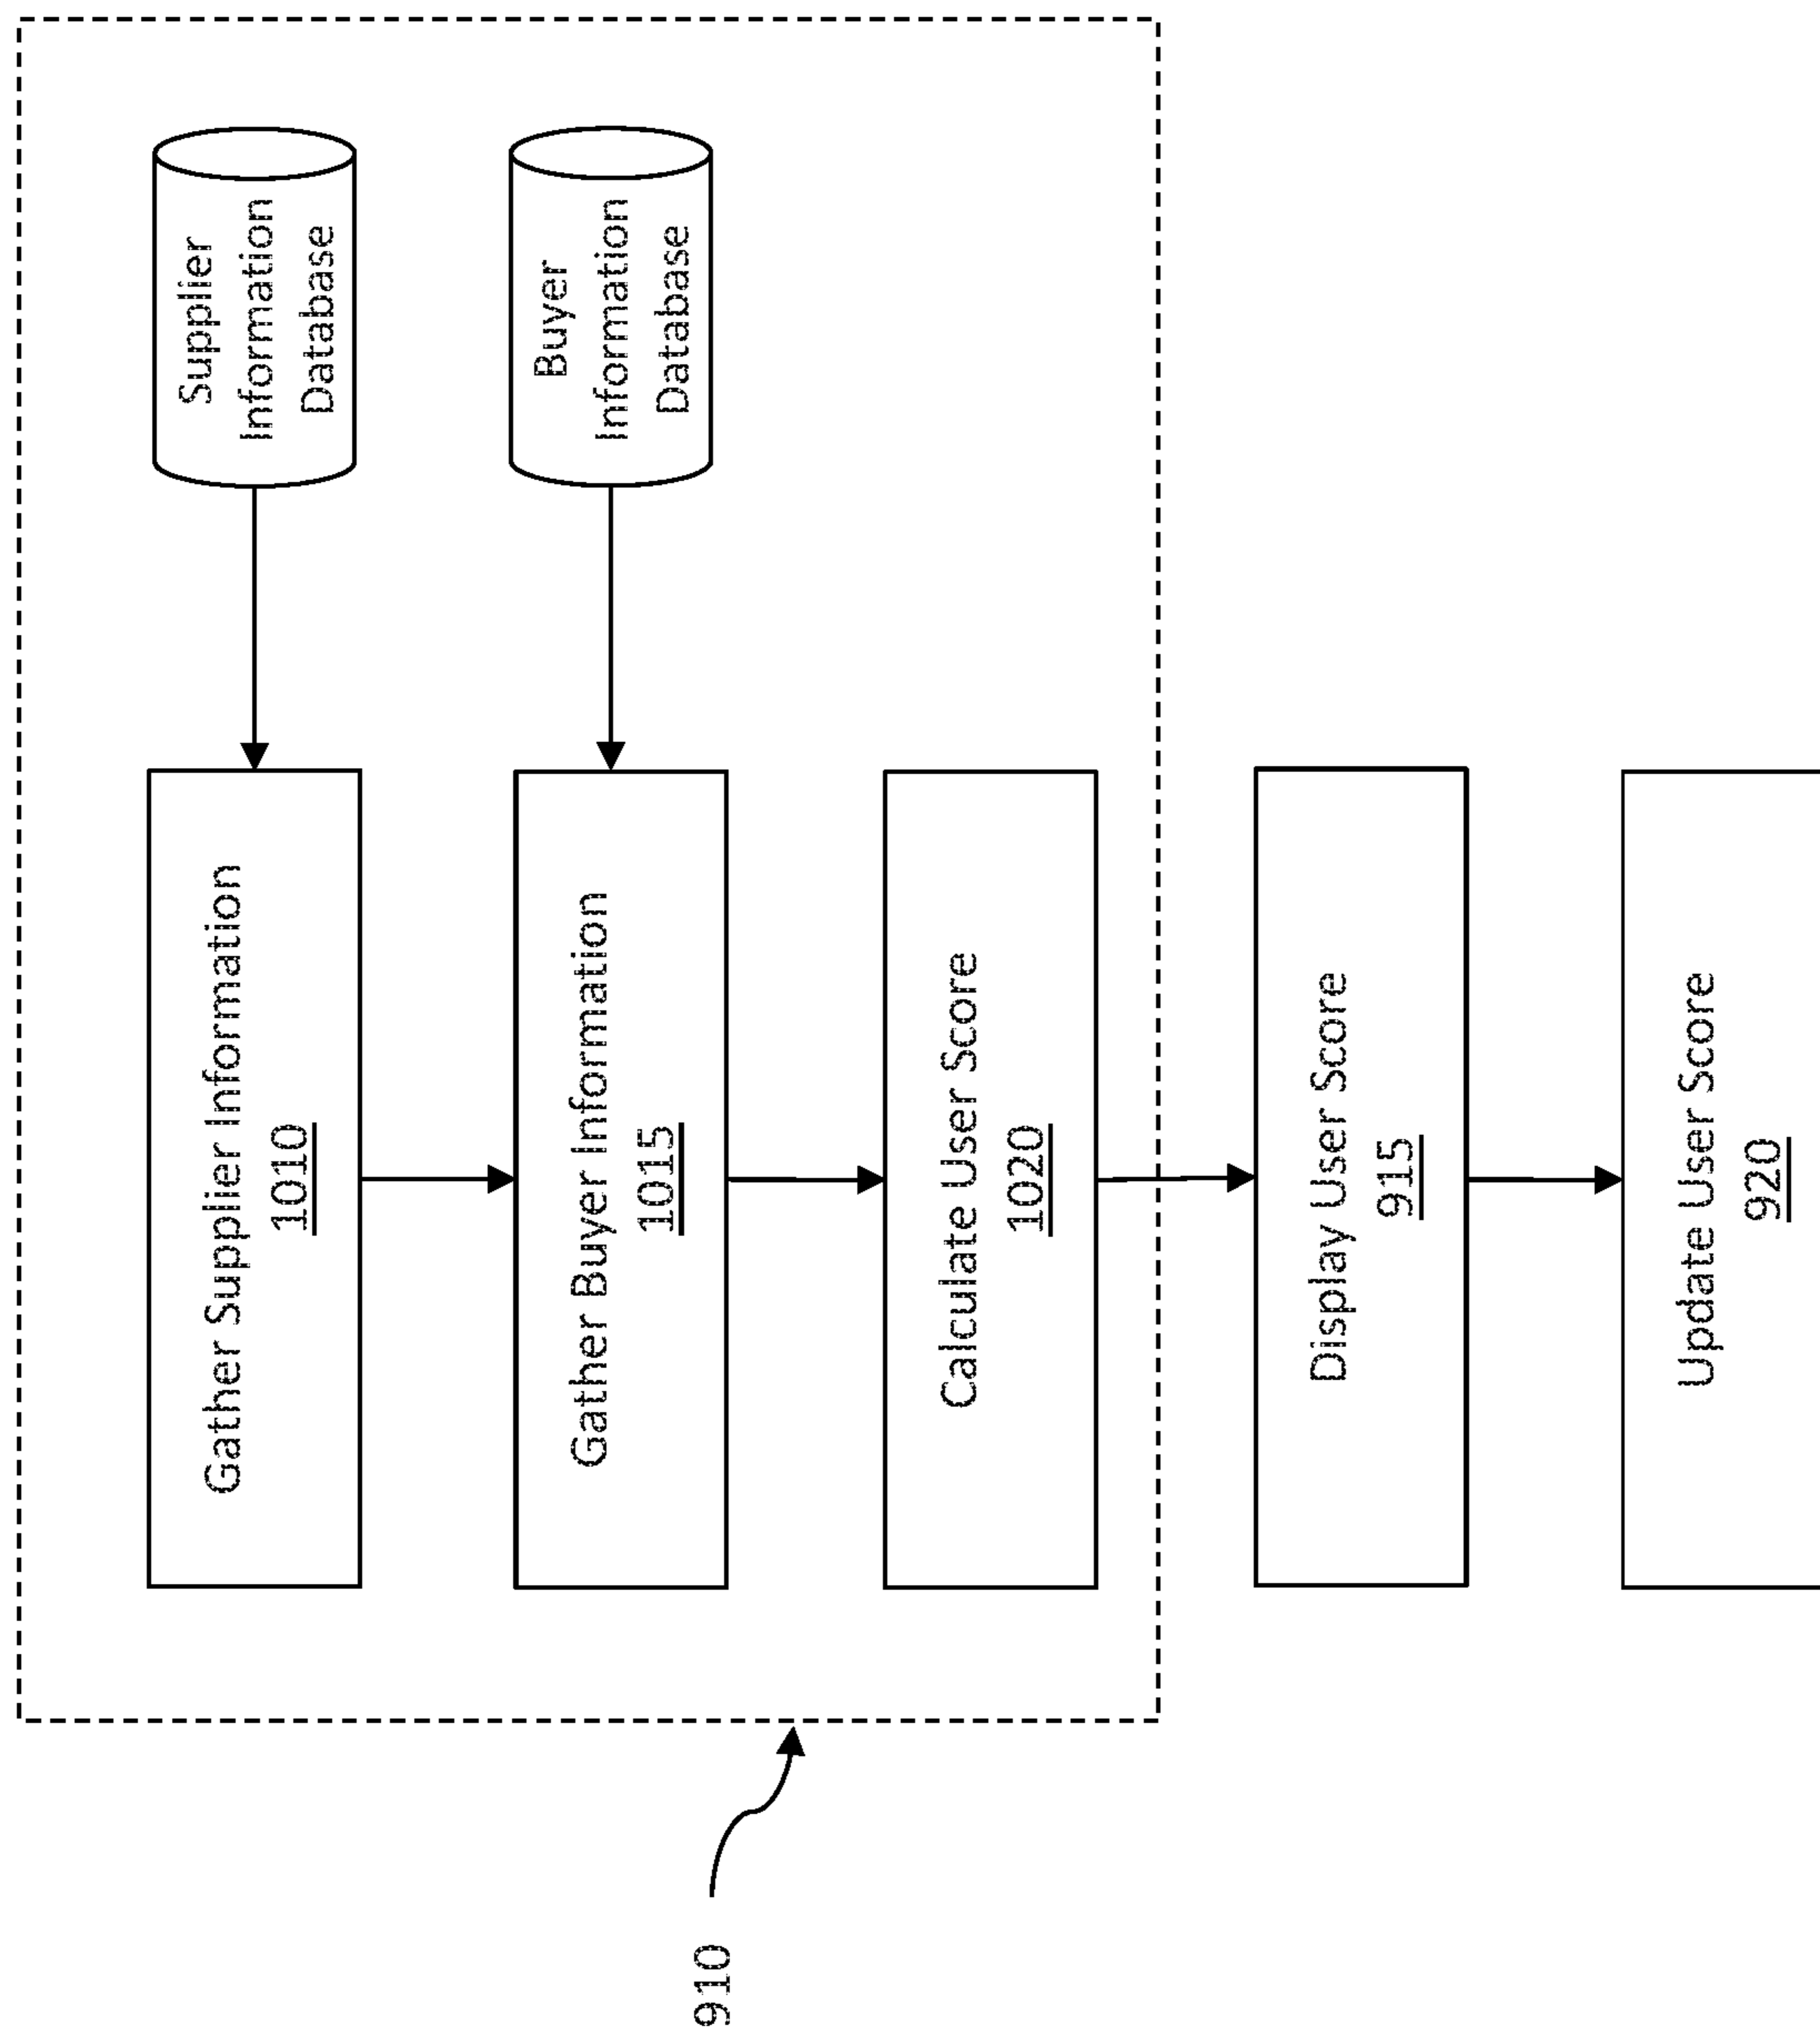 Gather Supplier Information
1010
Supplier
Information
Database
Gather Buyer Information
1015
Buyer
Information
Database
Calculate User Score
1020
910
Display User Score
915
Update User Score
920